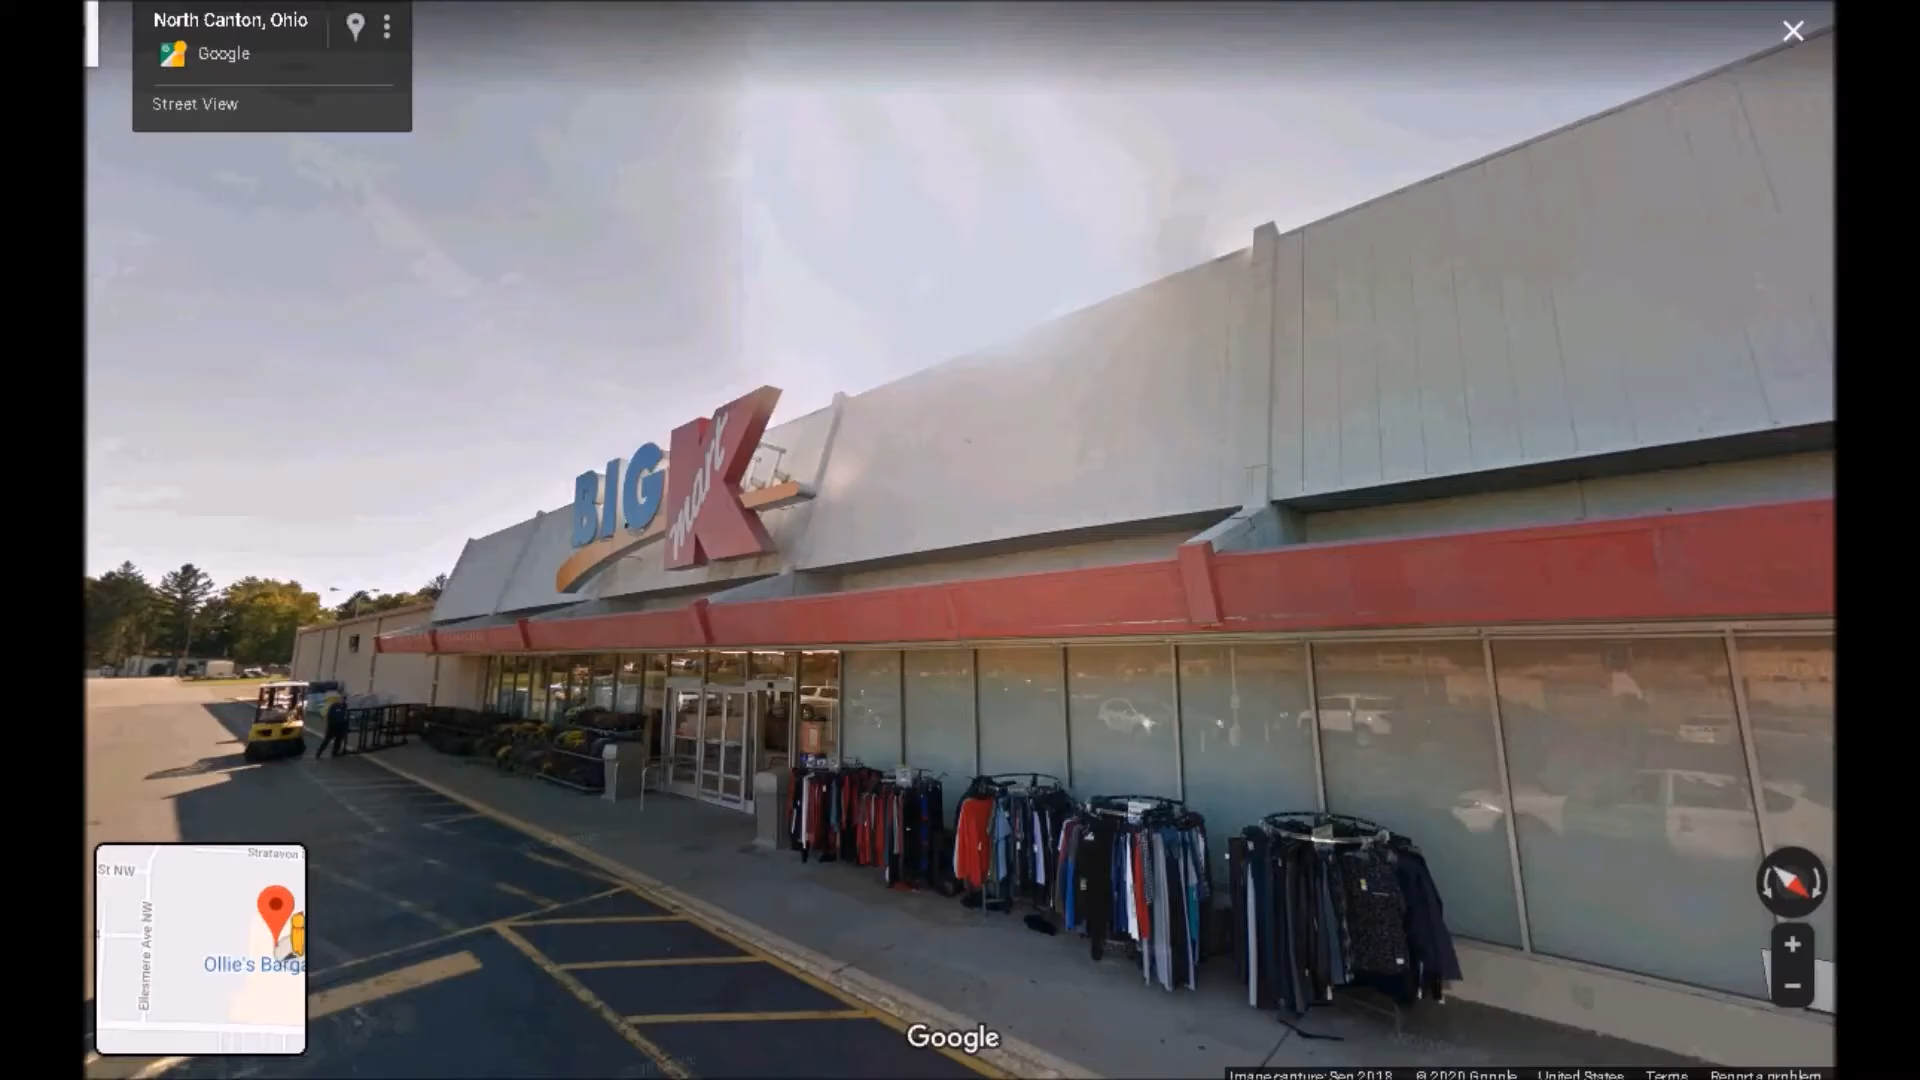 North Canton, Ohio
Google
Street View
BIG
K
mart
Stratavon
St NW
Ellesmere Ave NW
Ollie's Barga
Google
Image capture: Sep 2018 © 2020 Google United States Terms Report a problem